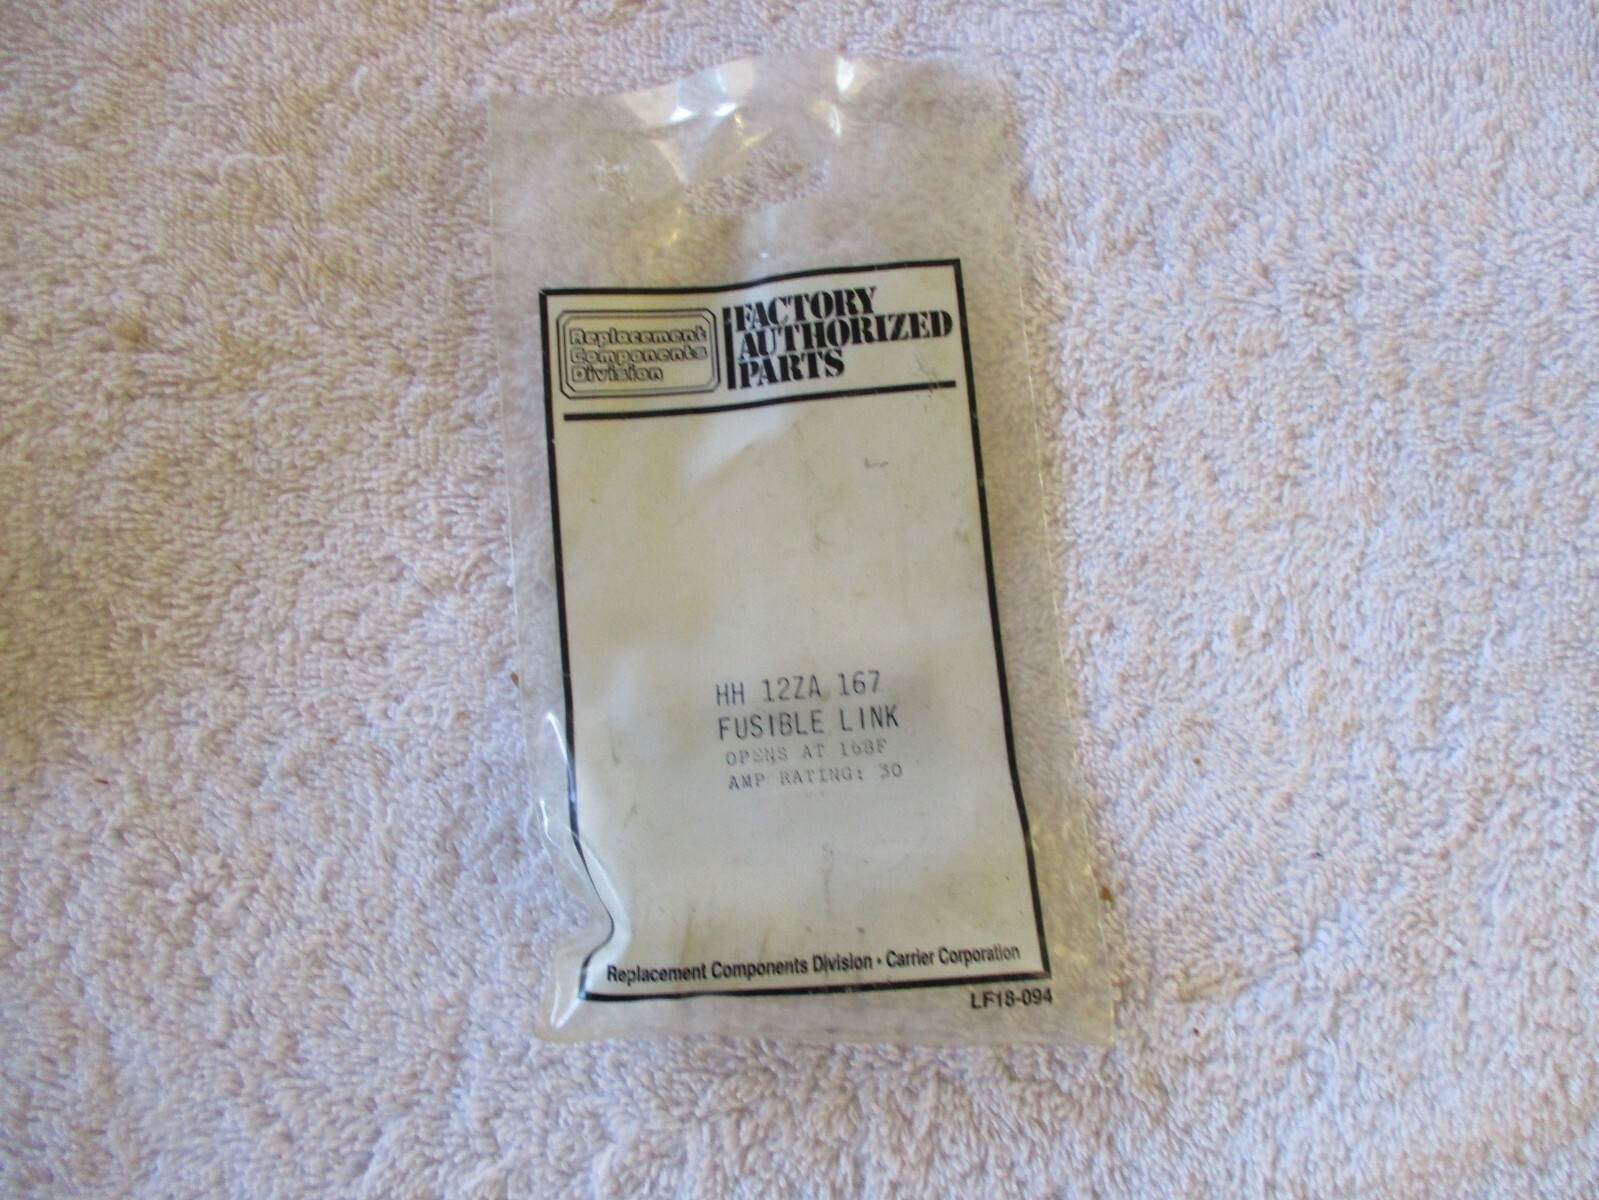 Replacement
Components
Division
FACTORY
AUTHORIZED
PARTS
HH 12ZA 167
FUSIBLE LINK
OPENS AT 168F
AMP RATING: 30
Replacement Components Division • Carrier Corporation
LF18-094